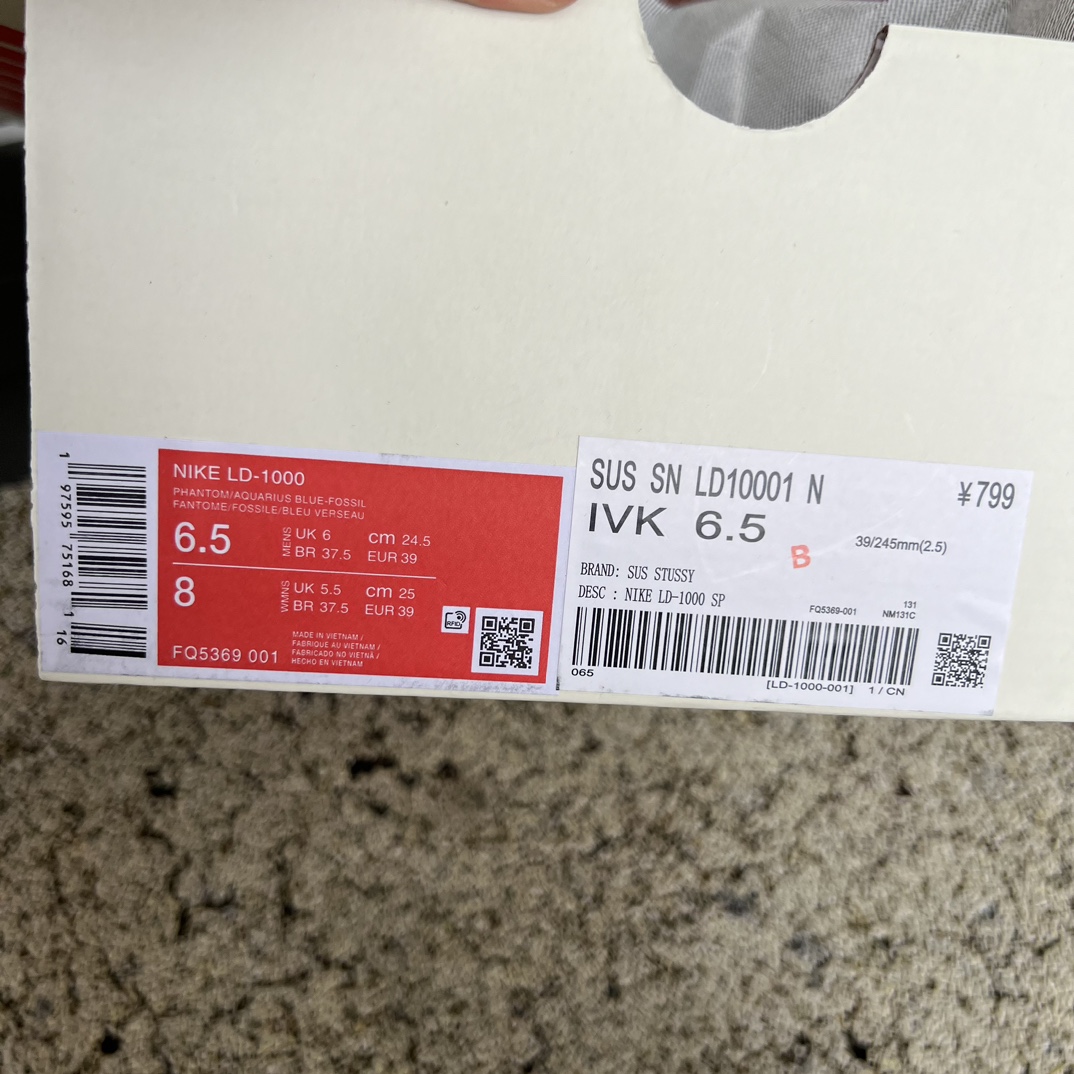 1 97595 75168 1 16
NIKE LD-1000
PHANTOM/AQUARIUS BLUE-FOSSIL
FANTOME/FOSSILE/BLEU VERSEAU
6.5
MENS
UK 6
cm 24.5
BR 37.5
EUR 39
8
WMNS
UK 5.5
cm 25
BR 37.5
EUR 39
RFID
FQ5369 001
MADE IN VIETNAM /
FABRIQUE AU VIETNAM /
FABRICADO NO VIETNÃ /
HECHO EN VIETNAM
SUS SN LD10001 N
¥799
IVK 6.5
B
39/245mm(2.5)
BRAND: SUS STUSSY
DESC : NIKE LD-1000 SP
FQ5369-001
131
NM131C
065
[LD-1000-001]
1 / CN